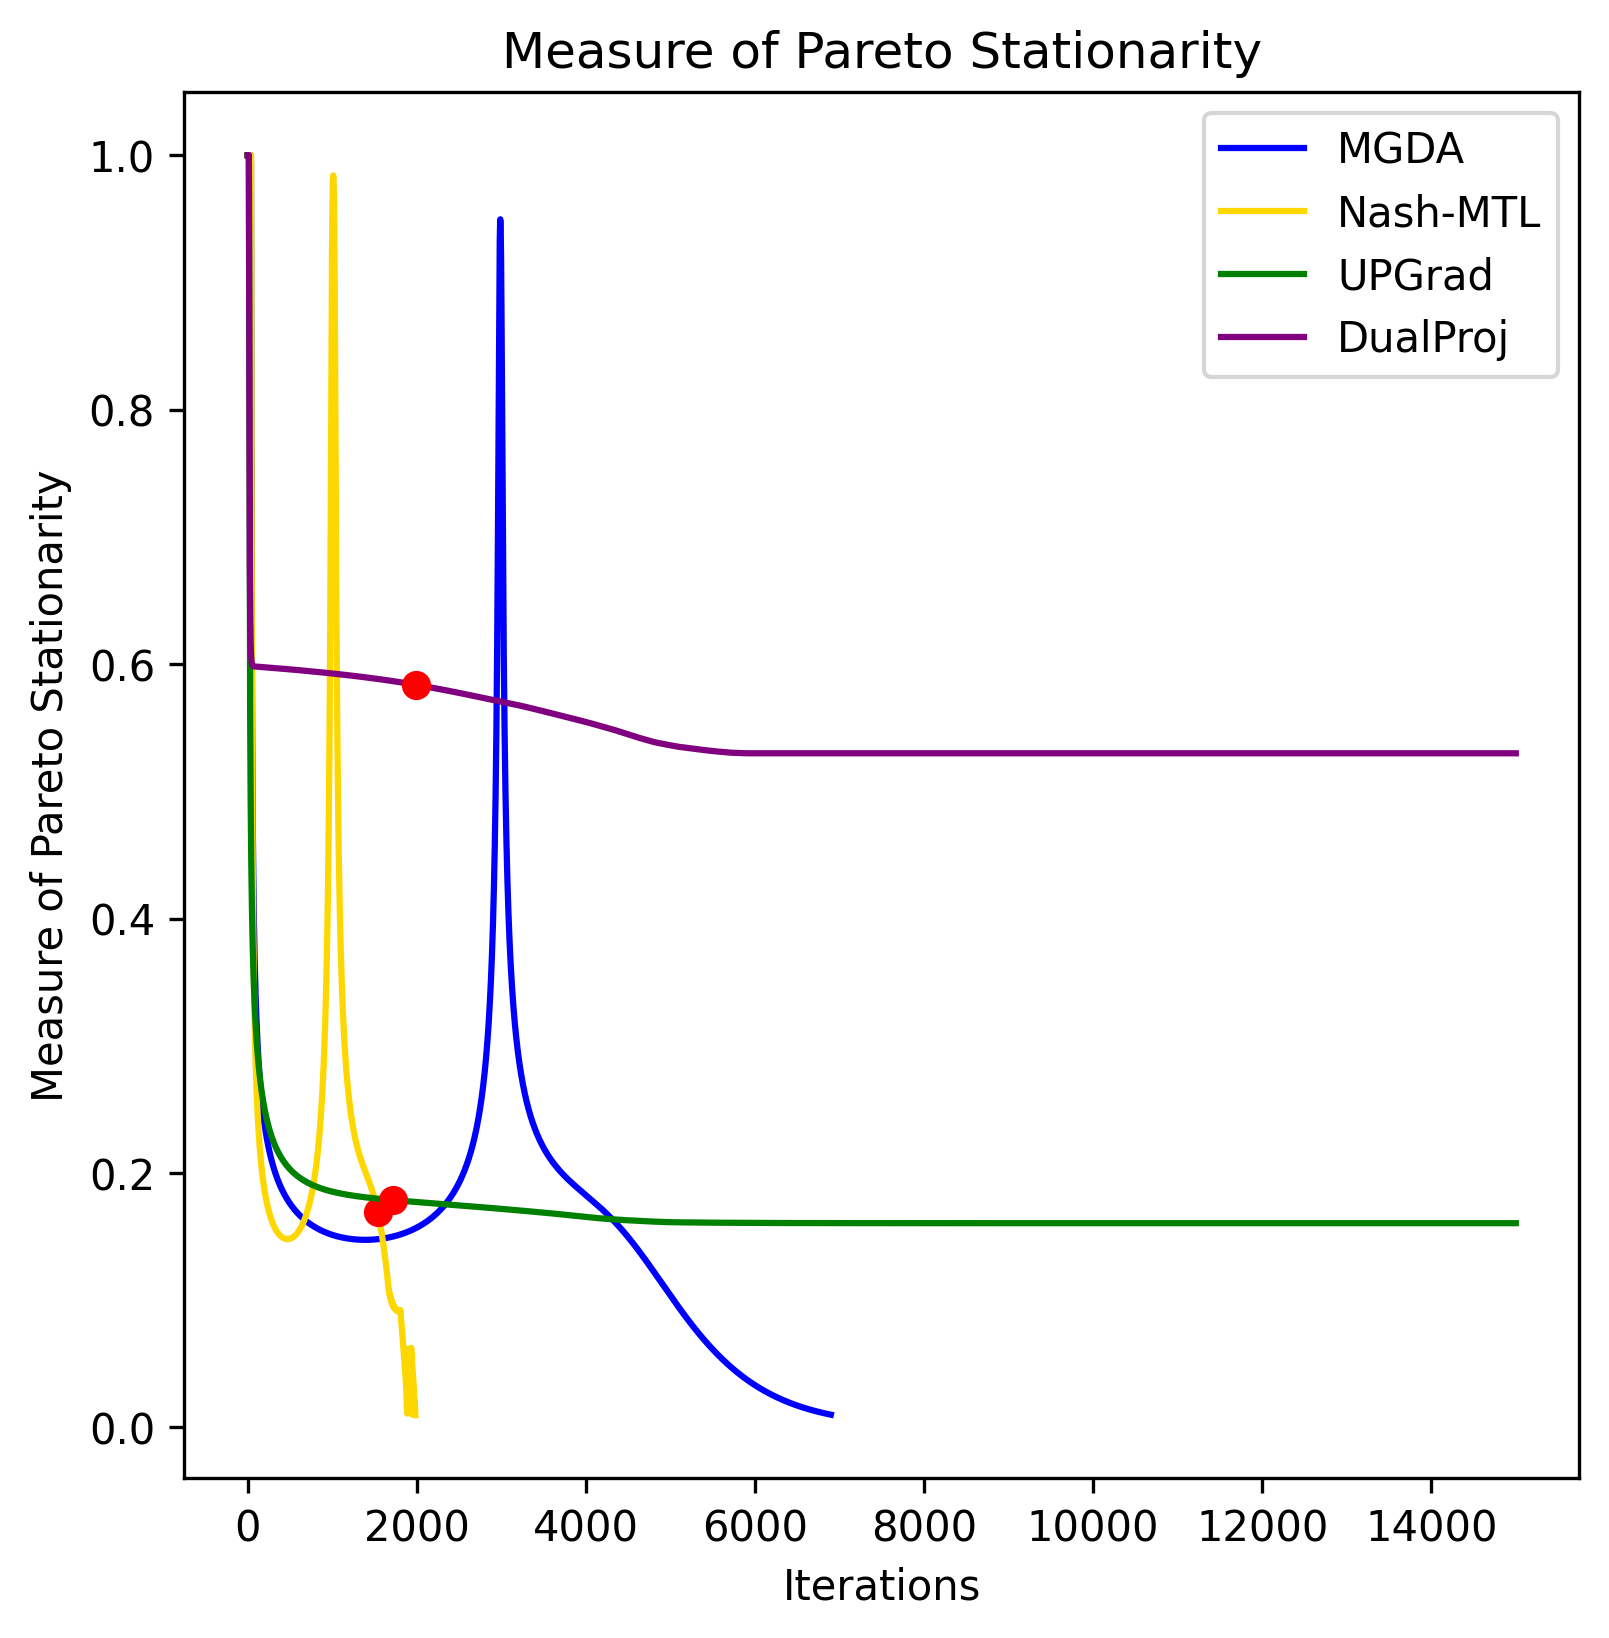 Measure of Pareto Stationarity
MGDA
Nash-MTL
UPGrad
DualProj
Measure of Pareto Stationarity
1.0
0.8
0.6
0.4
0.2
0.0
0 2000 4000 6000 8000 10000 12000 14000
Iterations